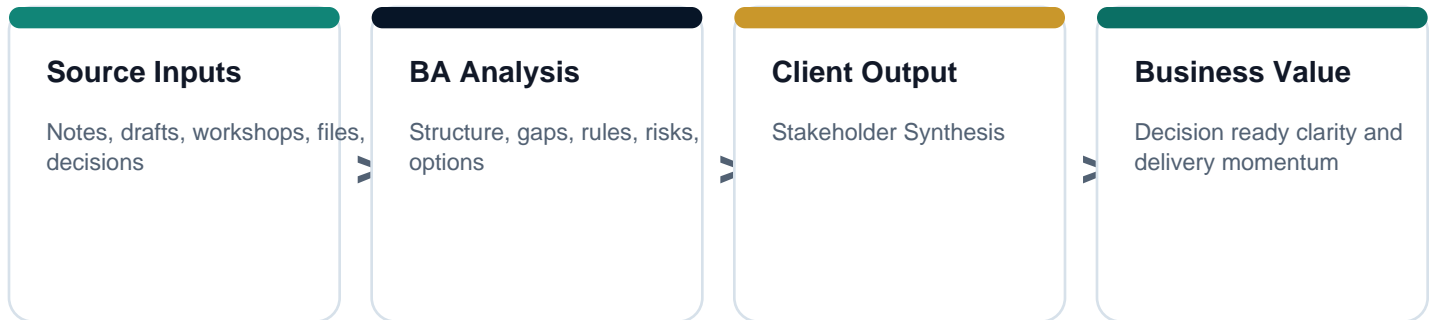 Source Inputs
Notes, drafts, workshops, files,
decisions
>
BA Analysis
Structure, gaps, rules, risks,
options
>
Client Output
Stakeholder Synthesis
>
Business Value
Decision ready clarity and
delivery momentum